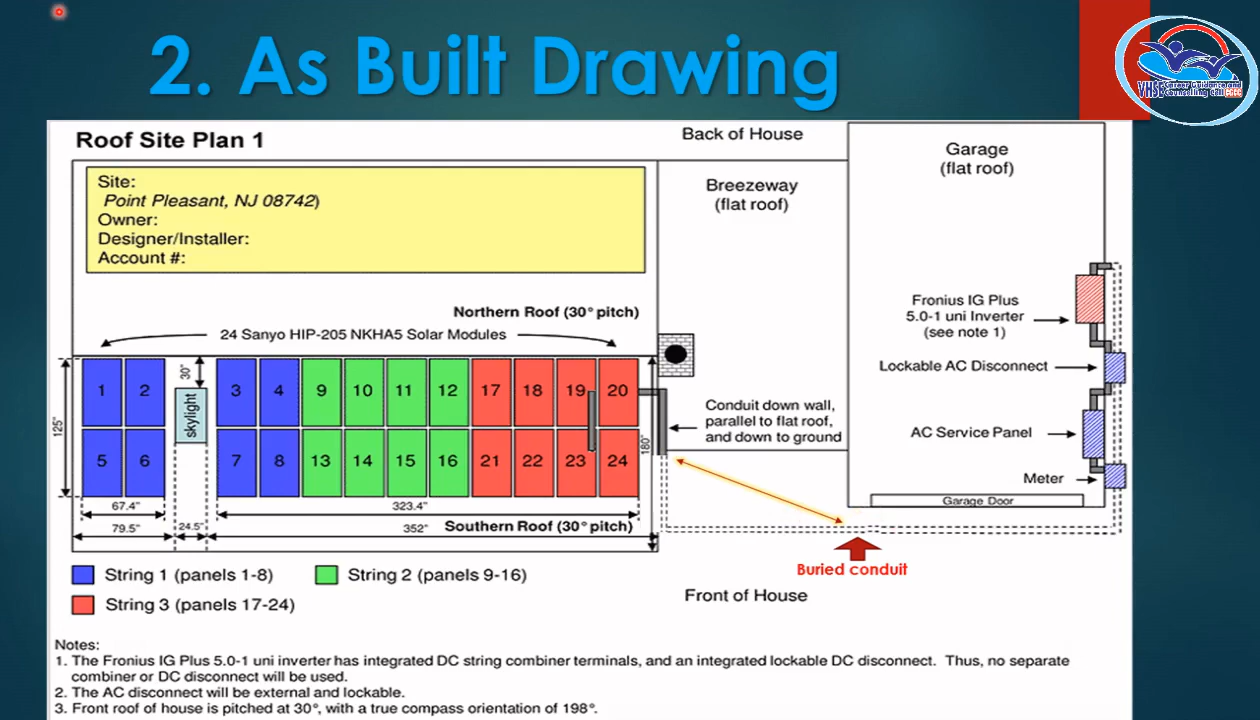 2. As Built Drawing
VHSE Career Guidance and
Counselling Cell CGCC
Roof Site Plan 1
Back of House
Garage
(flat roof)
Site:
Point Pleasant, NJ 08742)
Owner:
Designer/Installer:
Account #:
Breezeway
(flat roof)
Northern Roof (30° pitch)
24 Sanyo HIP-205 NKHA5 Solar Modules
Fronius IG Plus
5.0-1 uni Inverter
(see note 1)
Lockable AC Disconnect
30"
1 2 3 4 9 10 11 12 17 18 19 20
skylight
125"
180"
Conduit down wall,
parallel to flat roof,
and down to ground
AC Service Panel
5 6 7 8 13 14 15 16 21 22 23 24
Meter
Garage Door
67.4" 323.4"
79.5" 24.5" 352" Southern Roof (30° pitch)
Buried conduit
String 1 (panels 1-8) String 2 (panels 9-16)
String 3 (panels 17-24)
Front of House
Notes:
1. The Fronius IG Plus 5.0-1 uni inverter has integrated DC string combiner terminals, and an integrated lockable DC disconnect. Thus, no separate
combiner or DC disconnect will be used.
2. The AC disconnect will be external and lockable.
3. Front roof of house is pitched at 30°, with a true compass orientation of 198°.